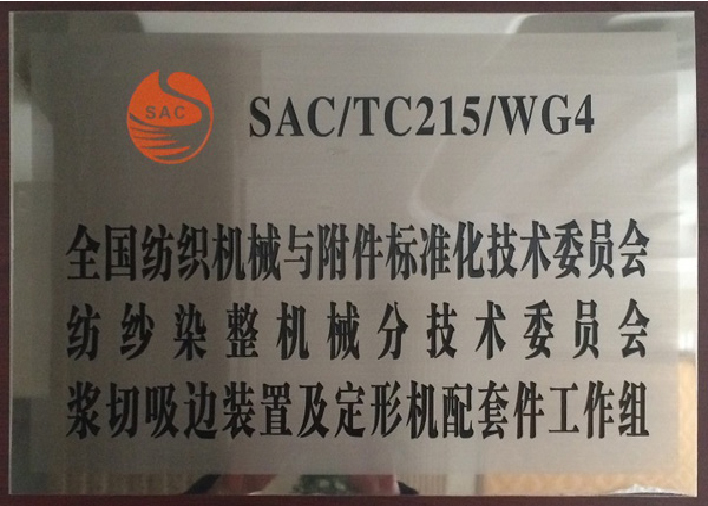 SAC
SAC/TC215/WG4
全国纺织机械与附件标准化技术委员会
纺纱染整机械分技术委员会
浆切吸边装置及定形机配套件工作组